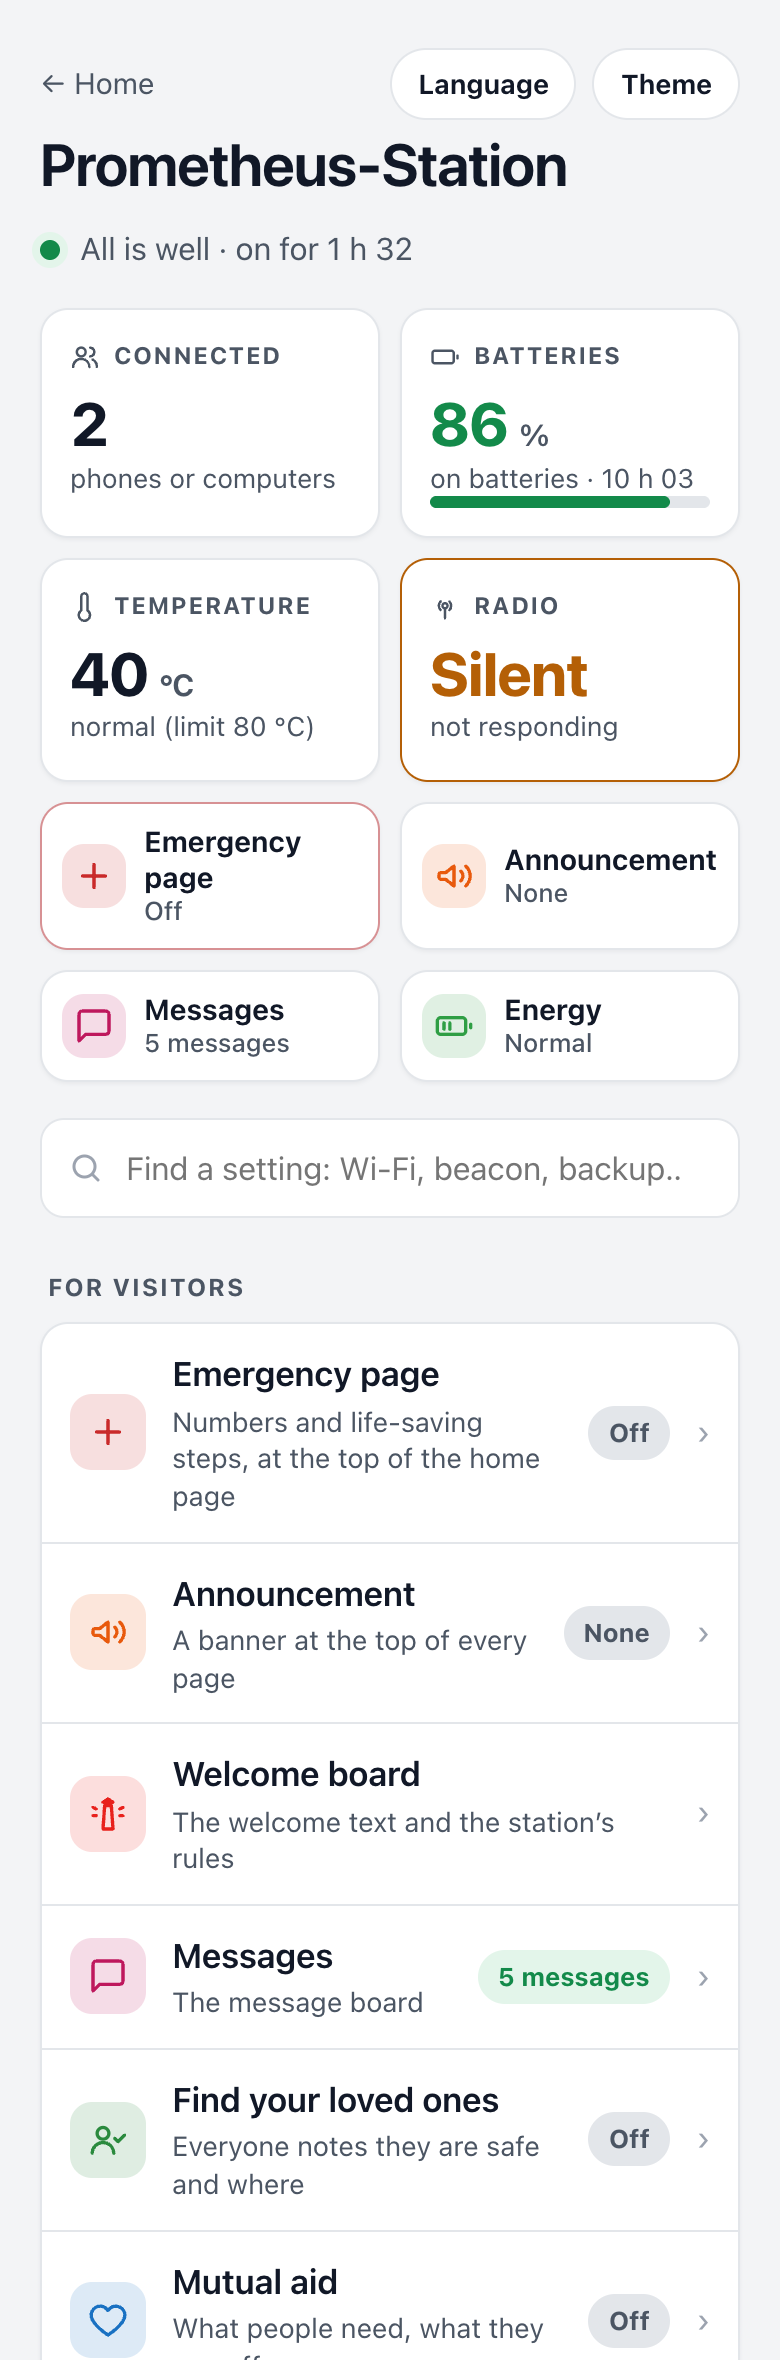 ← Home
Language
Theme
Prometheus-Station
All is well · on for 1 h 32
CONNECTED
2
phones or computers
BATTERIES
86 %
on batteries · 10 h 03
TEMPERATURE
40 °C
normal (limit 80 °C)
RADIO
Silent
not responding
Emergency
page
Off
Announcement
None
Messages
5 messages
Energy
Normal
Find a setting: Wi-Fi, beacon, backup..
FOR VISITORS
Emergency page
Numbers and life-saving
steps, at the top of the home
page
Off
Announcement
A banner at the top of every
page
None
Welcome board
The welcome text and the station’s
rules
Messages
The message board
5 messages
Find your loved ones
Everyone notes they are safe
and where
Off
Mutual aid
What people need, what they
Off